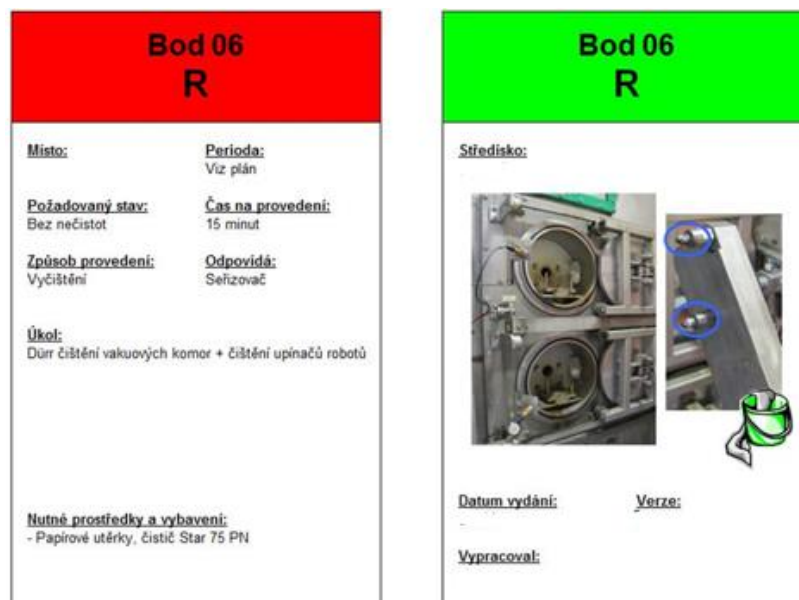 Bod 06
R
Místo:
Perioda:
Viz plán
Požadovaný stav:
Bez nečistot
Čas na provedení:
15 minut
Způsob provedení:
Vyčištění
Odpovídá:
Seřizovač
Úkol:
Dürr čištění vakuových komor + čištění upínačů robotů
Nutné prostředky a vybavení:
- Papírové utěrky, čistič Star 75 PN
Bod 06
R
Středisko:
Datum vydání:
Verze:
Vypracoval: